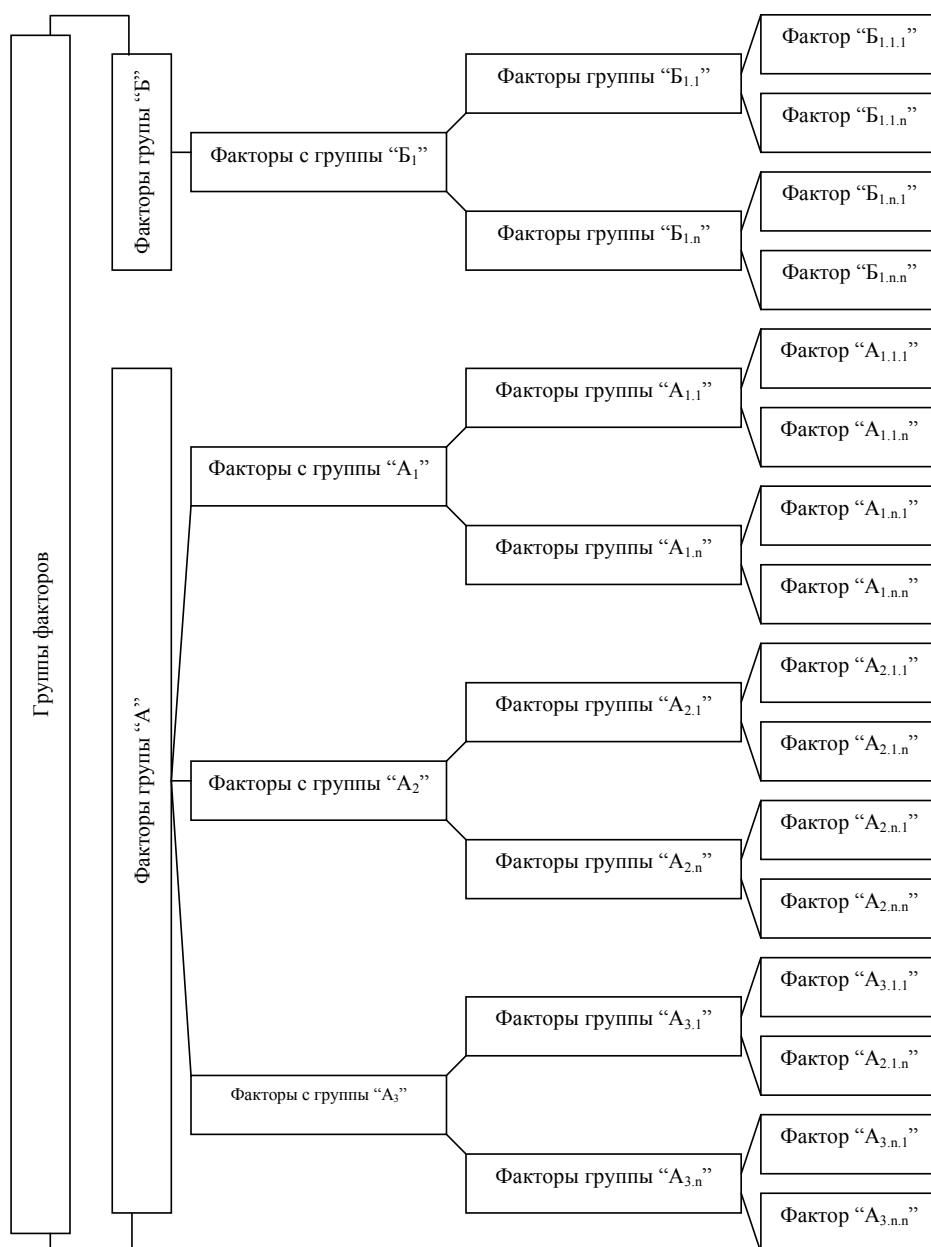 Группы факторов
Факторы групы “Б”
Факторы с группы “Б1”
Факторы группы “Б1.1”
Фактор “Б1.1.1”
Фактор “Б1.1.n”
Факторы группы “Б1.n”
Фактор “Б1.n.1”
Фактор “Б1.n.n”
Факторы групы “А”
Факторы с группы “А1”
Факторы группы “А1.1”
Фактор “А1.1.1”
Фактор “А1.1.n”
Факторы группы “А1.n”
Фактор “А1.n.1”
Фактор “А1.n.n”
Факторы с группы “А2”
Факторы группы “А2.1”
Фактор “А2.1.1”
Фактор “А2.1.n”
Факторы группы “А2.n”
Фактор “А2.n.1”
Фактор “А2.n.n”
Факторы с группы “А3”
Факторы группы “А3.1”
Фактор “А3.1.1”
Фактор “А2.1.n”
Факторы группы “А3.n”
Фактор “А3.n.1”
Фактор “А3.n.n”